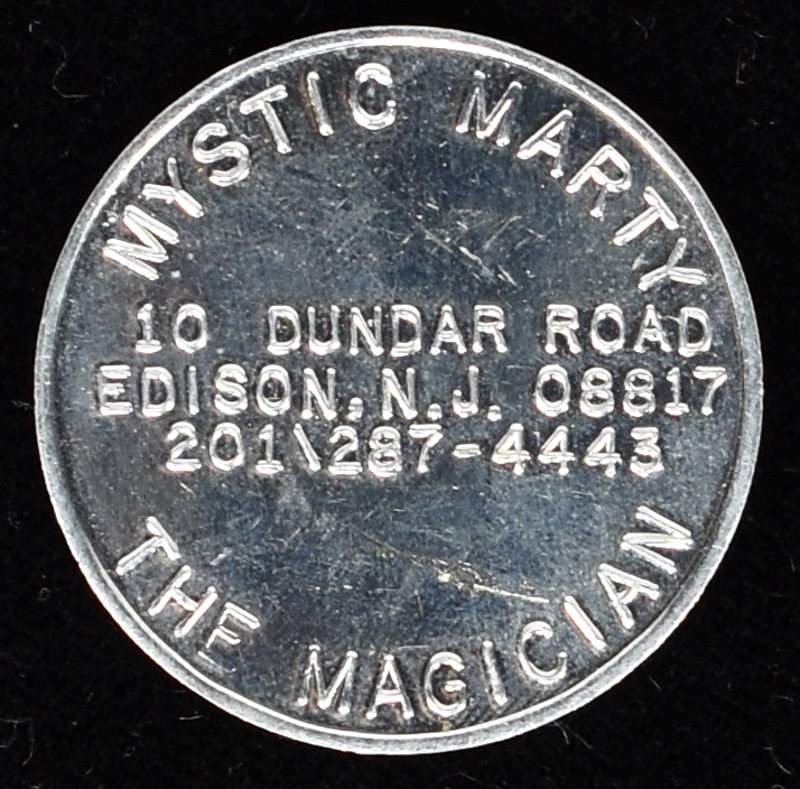 MYSTIC MARTY
10 DUNDAR ROAD
EDISON, N.J. 08817
201\287-4443
THE MAGICIAN